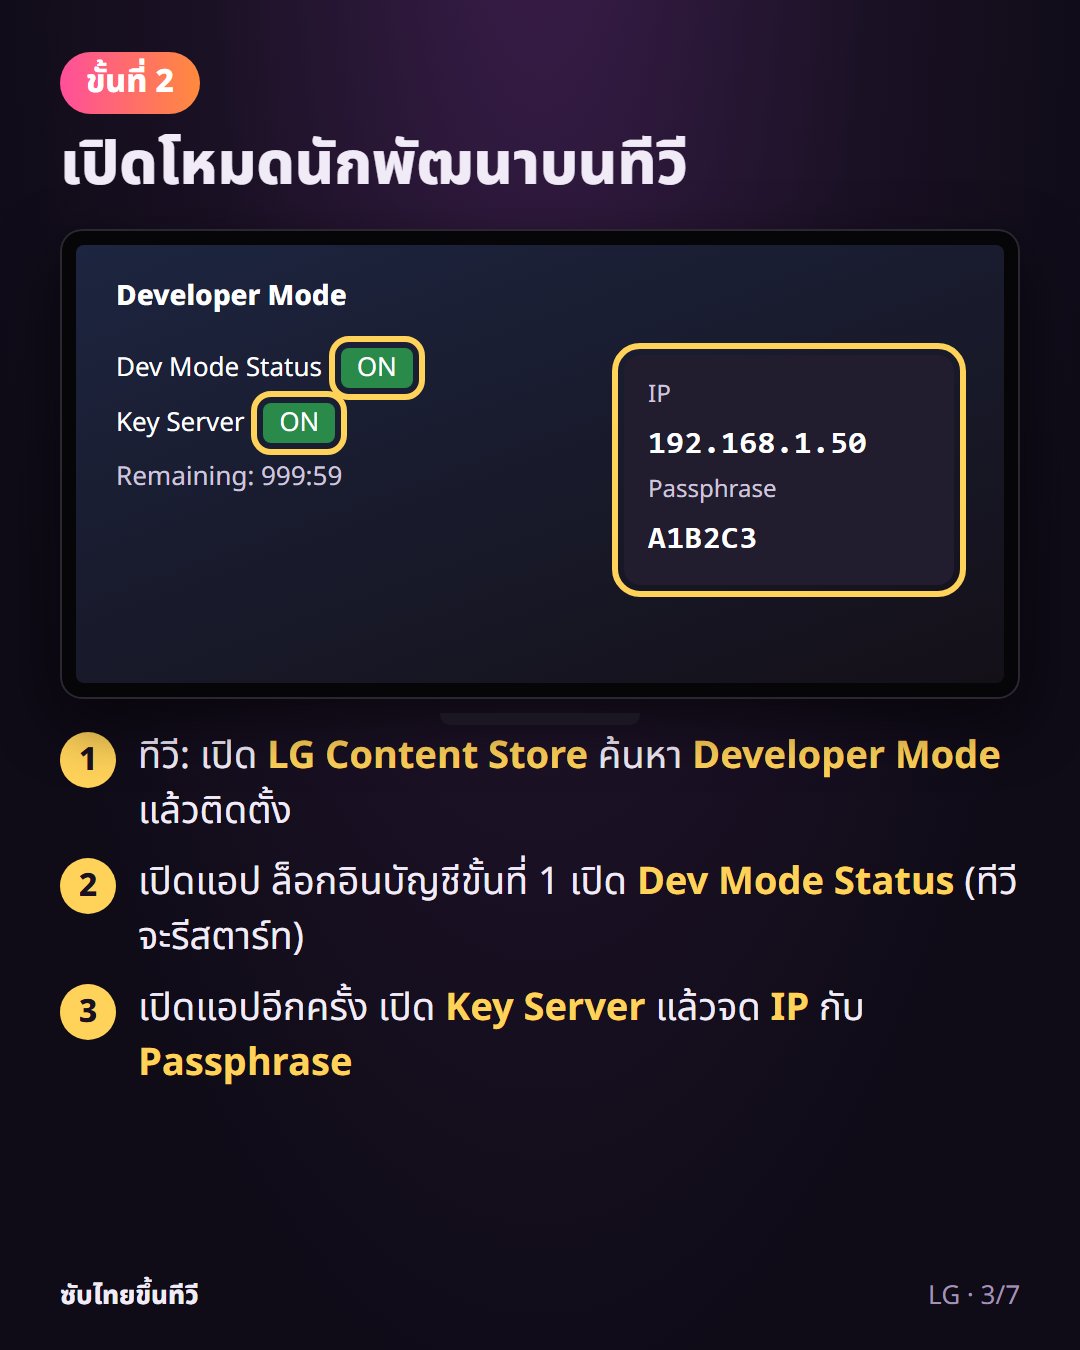 ขั้นที่ 2
เปิดโหมดนักพัฒนาบนทีวี
Developer Mode
Dev Mode Status ON
Key Server ON
Remaining: 999:59
IP
192.168.1.50
Passphrase
A1B2C3
1 ทีวี: เปิด LG Content Store ค้นหา Developer Mode
แล้วติดตั้ง
2 เปิดแอป ล็อกอินบัญชีขั้นที่ 1 เปิด Dev Mode Status (ทีวี
จะรีสตาร์ท)
3 เปิดแอปอีกครั้ง เปิด Key Server แล้วจด IP กับ
Passphrase
ซับไทยขึ้นทีวี
LG · 3/7